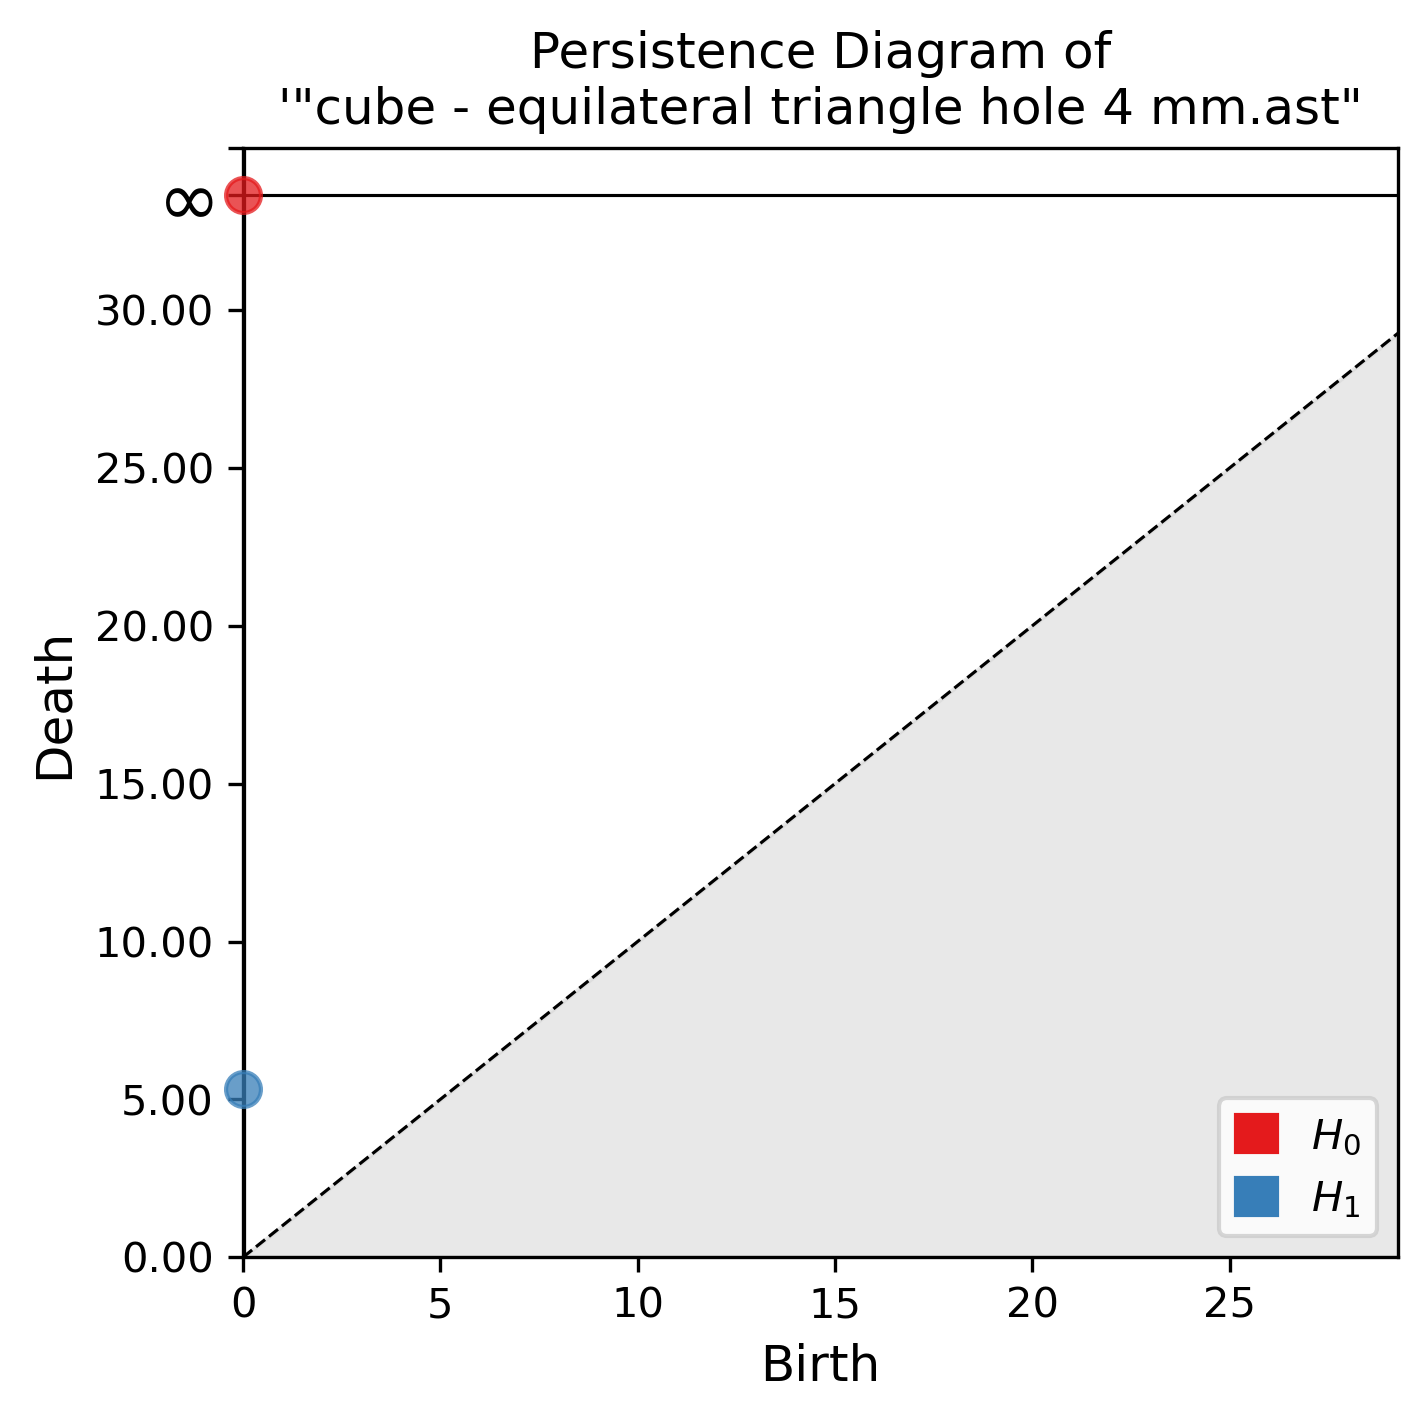 Persistence Diagram of
'"cube - equilateral triangle hole 4 mm.ast"
∞
30.00
25.00
20.00
15.00
10.00
5.00
0.00
Death
0 5 10 15 20 25
Birth
H0
H1